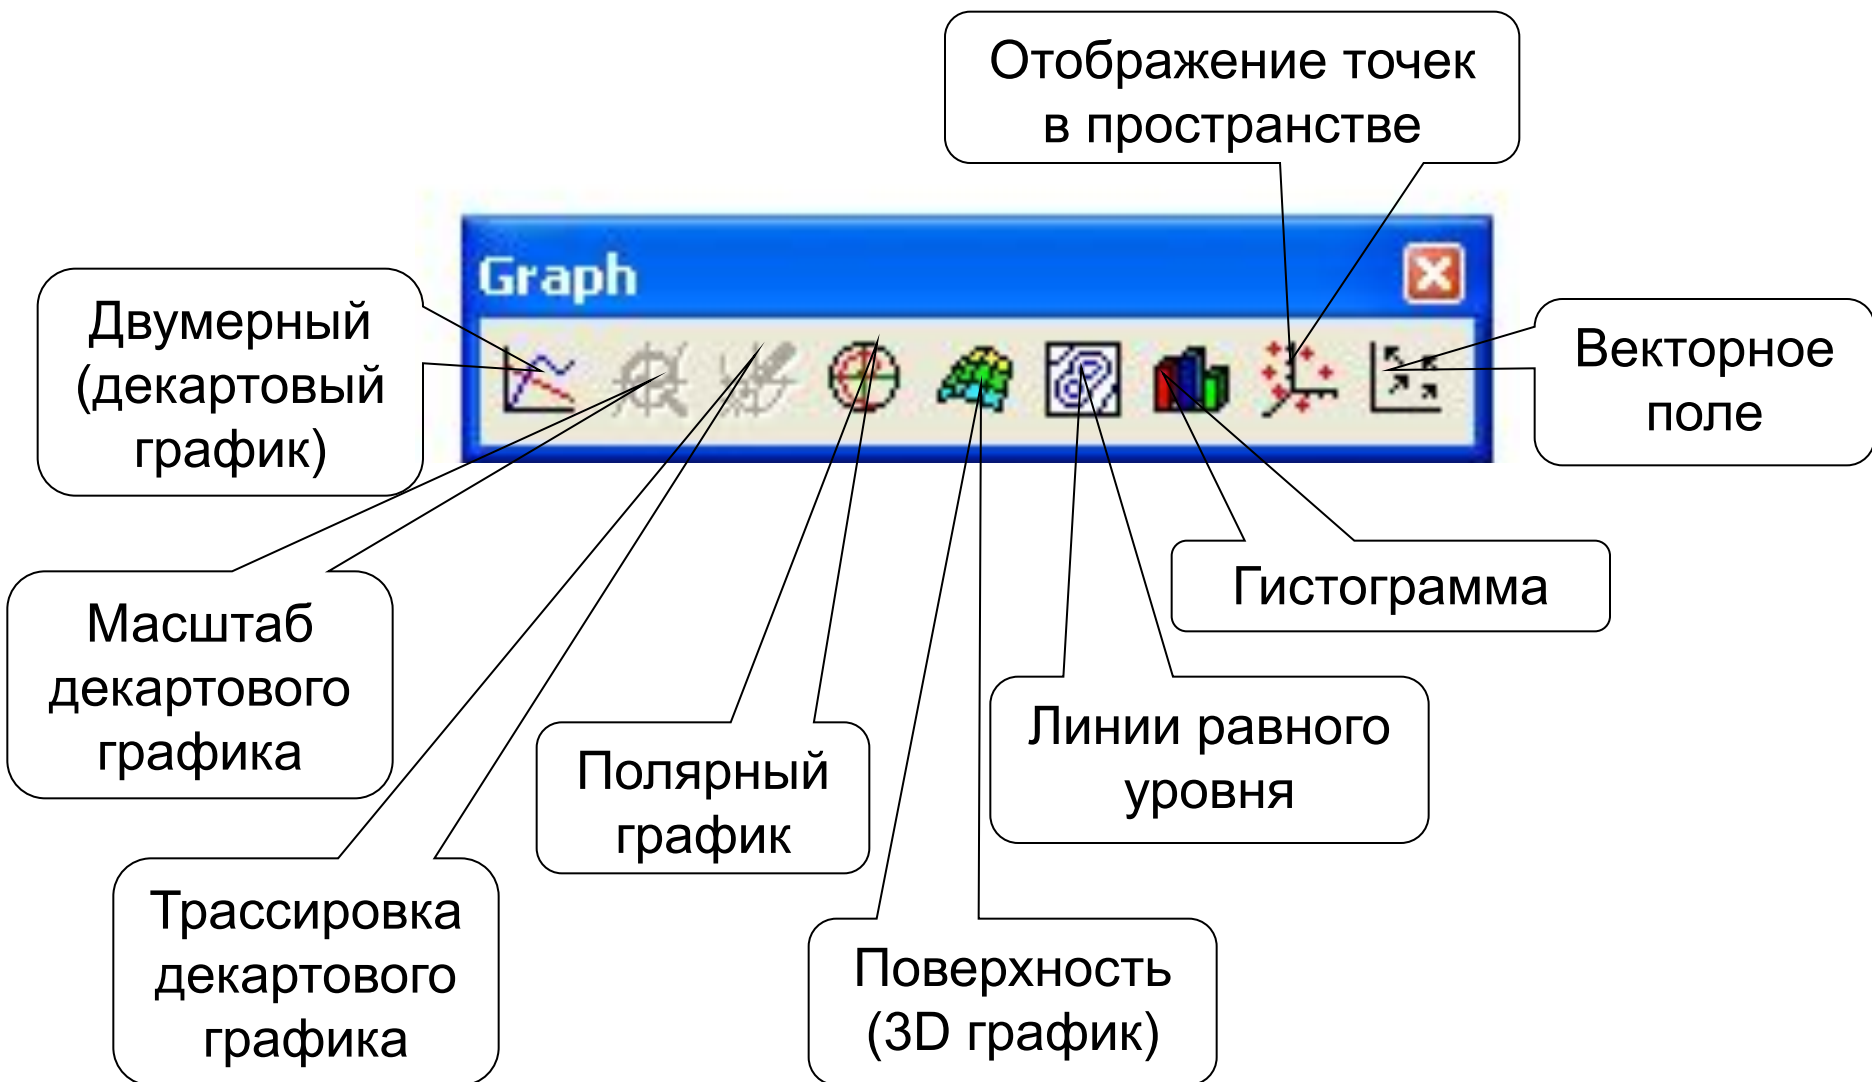 Отображение точек
в пространстве
Graph
Двумерный
(декартовый
график)
Векторное
поле
Масштаб
декартового
графика
Гистограмма
Линии равного
уровня
Полярный
график
Трассировка
декартового
графика
Поверхность
(3D график)